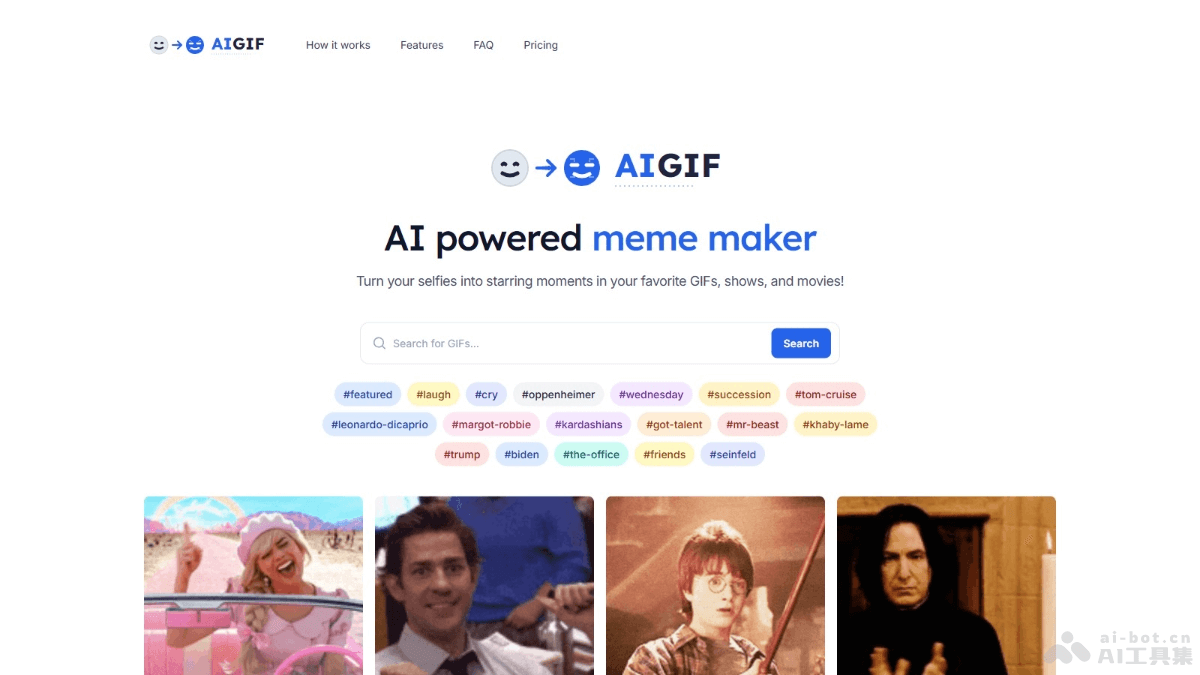 AIGIF How it works Features FAQ Pricing
AIGIF
AI powered meme maker
Turn your selfies into starring moments in your favorite GIFs, shows, and movies!
Search for GIFs... Search
#featured #laugh #cry #oppenheimer #wednesday #succession #tom-cruise
#leonardo-dicaprio #margot-robbie #kardashians #got-talent #mr-beast #khaby-lame
#trump #biden #the-office #friends #seinfeld
ai-bot.cn
AI工具集